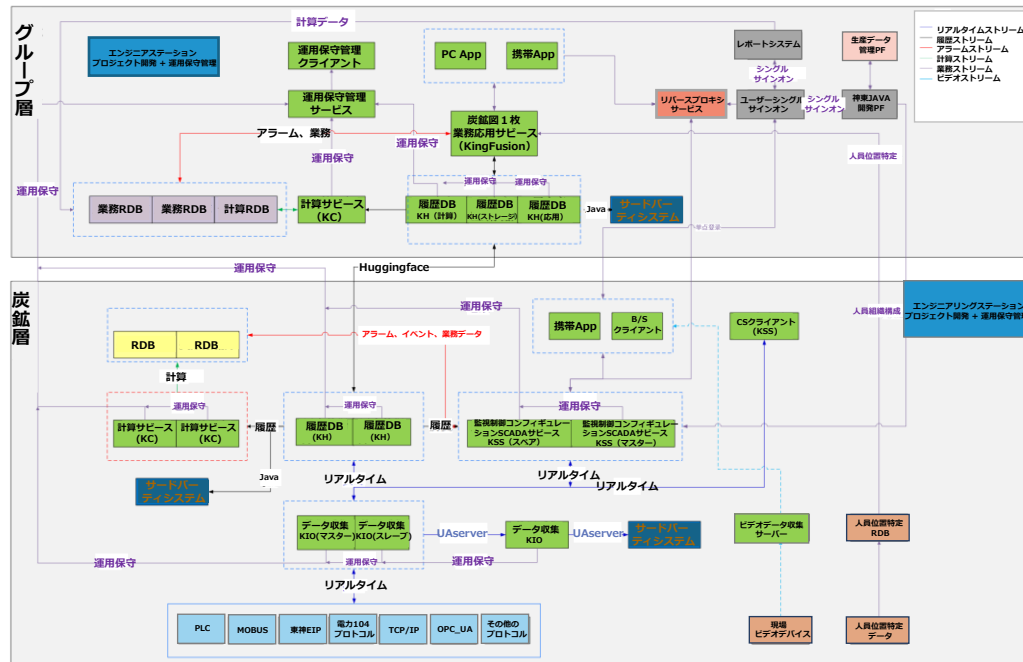 グループ層
計算データ
エンジニアステーション
プロジェクト開発 + 運用保守管理
運用保守管理
クライアント
PC App
携帯App
レポートシステム
生産データ
管理PF
リアルタイムストリーム
履歴ストリーム
アラームストリーム
計算ストリーム
業務ストリーム
ビデオストリーム
シングル
サインオン
運用保守管理
サービス
リバースプロキシ
サービス
ユーザーシングル
サインオン
シングル
サインオン
神東JAVA
開発PF
アラーム、業務
運用保守
炭鉱図１枚
業務応用サビース
（KingFusion）
運用保守
運用保守
人員位置特定
運用保守
運用保守
業務RDB
業務RDB
計算RDB
計算サビース
（KC）
履歴DB
KH（計算）
履歴DB
KH(ストレージ)
履歴DB
KH(応用)
Java
サードバー
ティシステム
单点登录
運用保守
Huggingface
炭鉱層
エンジニアリングステーション
プロジェクト開発 + 運用保守管理
運用保守
人員組織構成
RDB
RDB
アラーム、イベント、業務データ
携帯App
B/S
クライアント
CSクライアント
(KSS)
計算
運用保守
運用保守
運用保守
計算サビース
(KC)
計算サビース
(KC)
履歴
履歴DB
(KH)
履歴DB
(KH)
履歴
監視制御コンフィギュレー
ションSCADAサビース
KSS（スペア）
監視制御コンフィギュレー
ションSCADAサビース
KSS（マスター）
Java
リアルタイム
リアルタイム
リアルタイム
サードバー
ティシステム
データ収集
KIO(マスター)
データ収集
KIO(スレーブ)
UAserver
データ収集
KIO
UAserver
サードバー
ティシステム
ビデオデータ収集
サーバー
人員位置特定
RDB
運用保守
運用保守
運用保守
リアルタイム
PLC
MOBUS
東神EIP
電力104
プロトコル
TCP/IP
OPC_UA
その他の
プロトコル
現場
ビデオデバイス
人員位置特定
データ